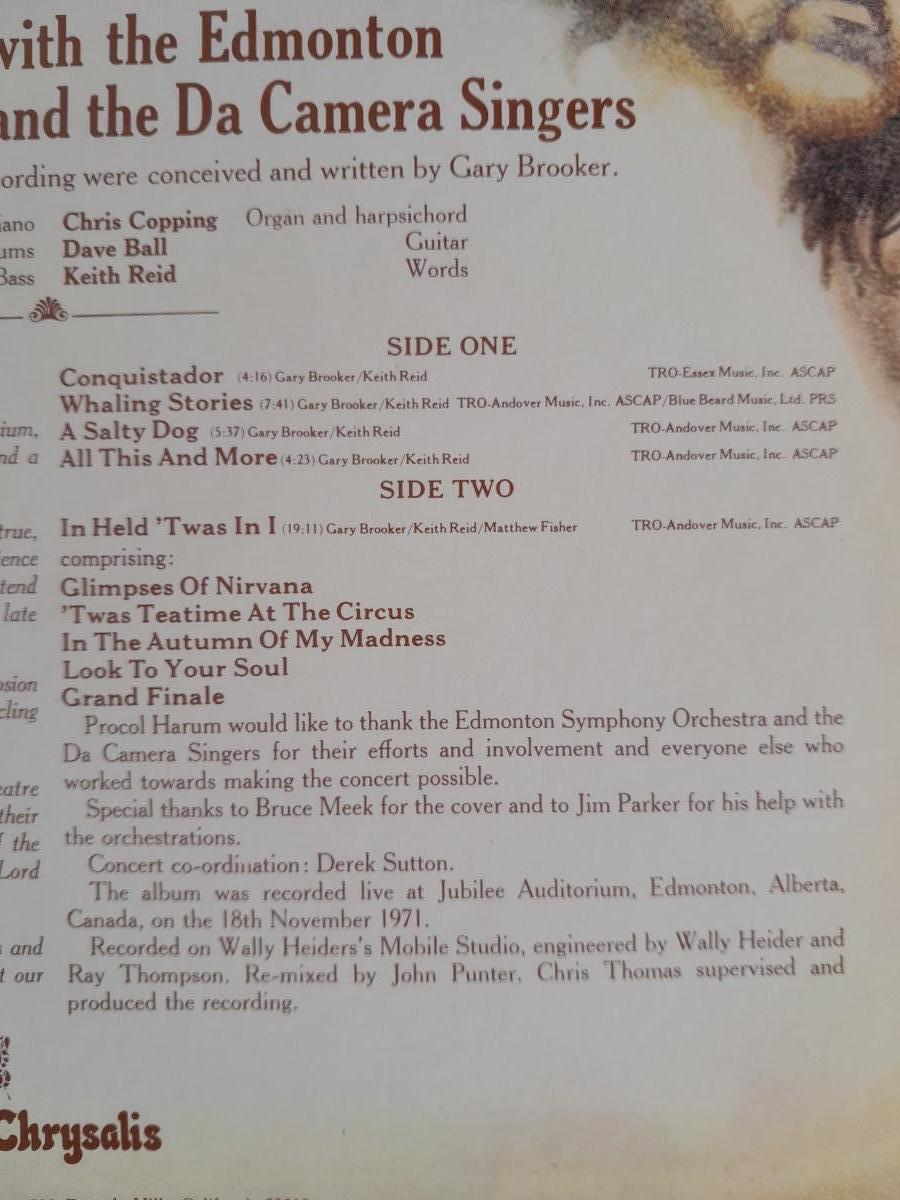 with the Edmonton
and the Da Camera Singers
ording were conceived and written by Gary Brooker.
iano Chris Copping Organ and harpsichord
ums Dave Ball Guitar
Bass Keith Reid Words
SIDE ONE
Conquistador (4:16) Gary Brooker/Keith Reid TRO-Essex Music, Inc. ASCAP
Whaling Stories (7:41) Gary Brooker/Keith Reid TRO-Andover Music, Inc. ASCAP/Blue Beard Music, Ltd. PRS
ium, A Salty Dog (5:37) Gary Brooker/Keith Reid TRO-Andover Music, Inc. ASCAP
nd a All This And More (4:23) Gary Brooker/Keith Reid TRO-Andover Music, Inc. ASCAP
SIDE TWO
true, In Held 'Twas In I (19:11) Gary Brooker/Keith Reid/Matthew Fisher TRO-Andover Music, Inc. ASCAP
ience comprising:
tend Glimpses Of Nirvana
late 'Twas Teatime At The Circus
In The Autumn Of My Madness
Look To Your Soul
osion Grand Finale
cling Procol Harum would like to thank the Edmonton Symphony Orchestra and the
Da Camera Singers for their efforts and involvement and everyone else who
eatre worked towards making the concert possible.
their Special thanks to Bruce Meek for the cover and to Jim Parker for his help with
the the orchestrations.
Lord Concert co-ordination: Derek Sutton.
The album was recorded live at Jubilee Auditorium, Edmonton, Alberta,
Canada, on the 18th November 1971.
s and Recorded on Wally Heiders's Mobile Studio, engineered by Wally Heider and
t our Ray Thompson. Re-mixed by John Punter. Chris Thomas supervised and
produced the recording.
Chrysalis